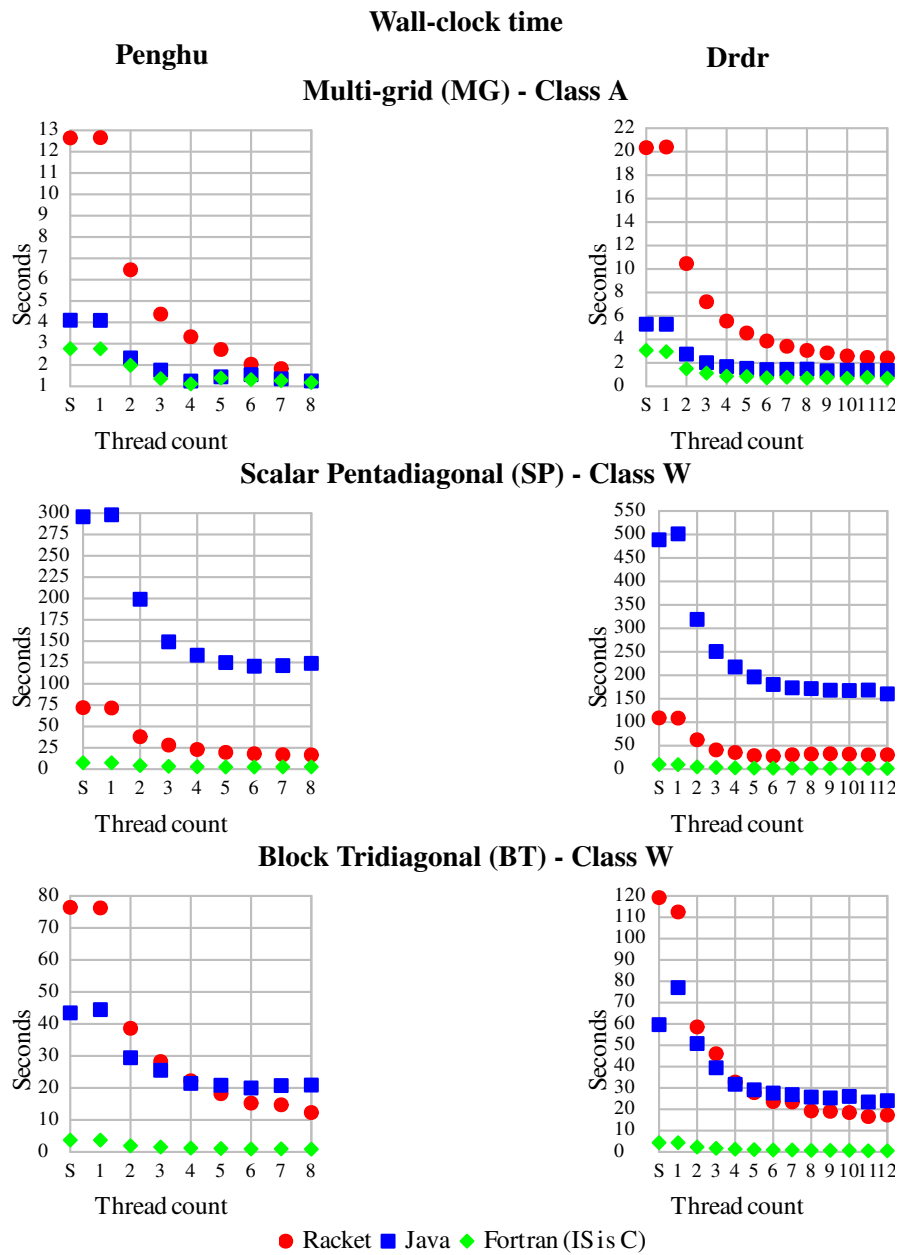 Wall-clock time
Penghu
Drdr
Multi-grid (MG) - Class A
13
12
11
10
9
8
7
6
5
4
3
2
1
Seconds
S 1 2 3 4 5 6 7 8
Thread count
22
20
18
16
14
12
10
8
6
4
2
0
Seconds
S 1 2 3 4 5 6 7 8 9 10 11 12
Thread count
Scalar Pentadiagonal (SP) - Class W
300
275
250
225
200
175
150
125
100
75
50
25
0
Seconds
S 1 2 3 4 5 6 7 8
Thread count
550
500
450
400
350
300
250
200
150
100
50
0
Seconds
S 1 2 3 4 5 6 7 8 9 10 11 12
Thread count
Block Tridiagonal (BT) - Class W
80
70
60
50
40
30
20
10
0
Seconds
S 1 2 3 4 5 6 7 8
Thread count
120
110
100
90
80
70
60
50
40
30
20
10
0
Seconds
S 1 2 3 4 5 6 7 8 9 10 11 12
Thread count
Racket Java Fortran (IS is C)